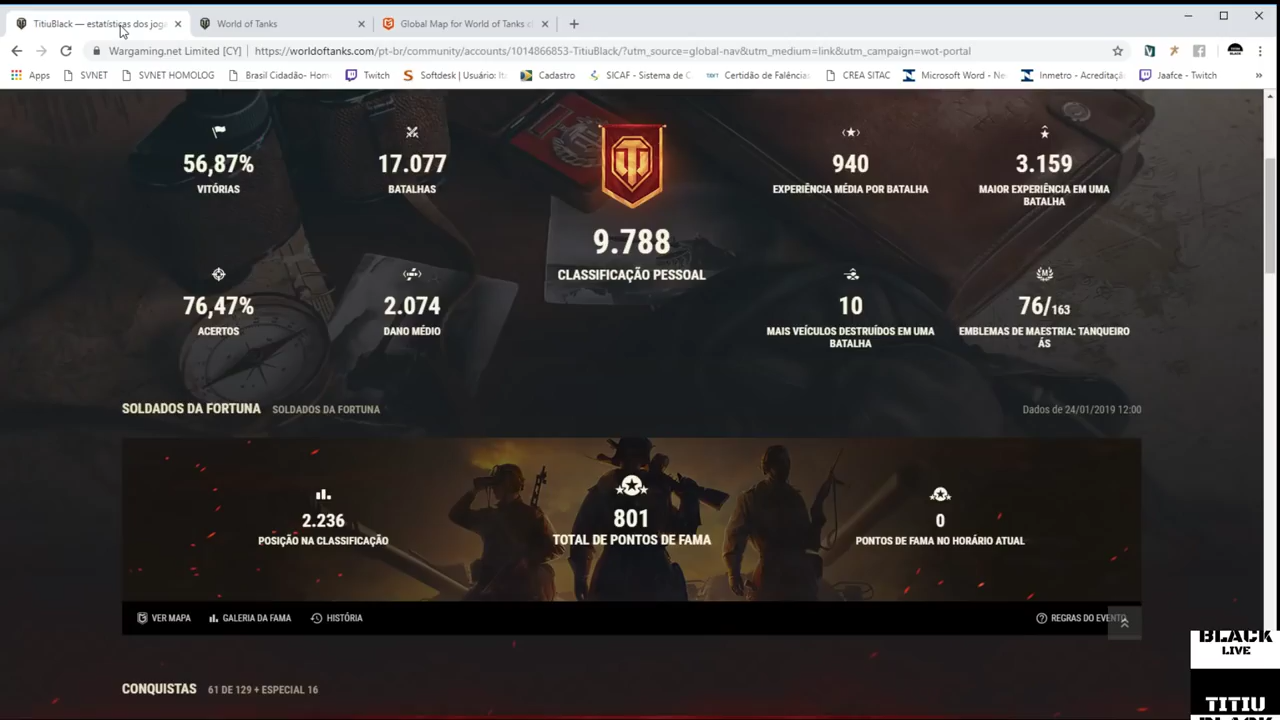 TitiuBlack — estatísticas dos joga
World of Tanks
Global Map for World of Tanks
Wargaming.net Limited [CY]
https://worldoftanks.com/pt-br/community/accounts/1014866853-TitiuBlack/?utm_source=global-nav&utm_medium=link&utm_campaign=wot-portal
Apps
SVNET
SVNET HOMOLOG
Brasil Cidadão- Hom
Twitch
Softdesk | Usuário:
Cadastro
SICAF - Sistema de C
Certidão de Falência
CREA SITAC
Microsoft Word - Ne
Inmetro - Acreditaçã
Jaafce - Twitch
»
56,87%
VITÓRIAS
17.077
BATALHAS
9.788
CLASSIFICAÇÃO PESSOAL
940
EXPERIÊNCIA MÉDIA POR BATALHA
3.159
MAIOR EXPERIÊNCIA EM UMA
BATALHA
76,47%
ACERTOS
2.074
DANO MÉDIO
10
MAIS VEÍCULOS DESTRUÍDOS EM UMA
BATALHA
76/163
EMBLEMAS DE MAESTRIA: TANQUEIRO
ÁS
SOLDADOS DA FORTUNA SOLDADOS DA FORTUNA
Dados de 24/01/2019 12:00
2.236
POSIÇÃO NA CLASSIFICAÇÃO
801
TOTAL DE PONTOS DE FAMA
0
PONTOS DE FAMA NO HORÁRIO ATUAL
VER MAPA
GALERIA DA FAMA
HISTÓRIA
REGRAS DO EVENTO
CONQUISTAS 61 DE 129 + ESPECIAL 16
BLACK
LIVE
TITIU
BLACK